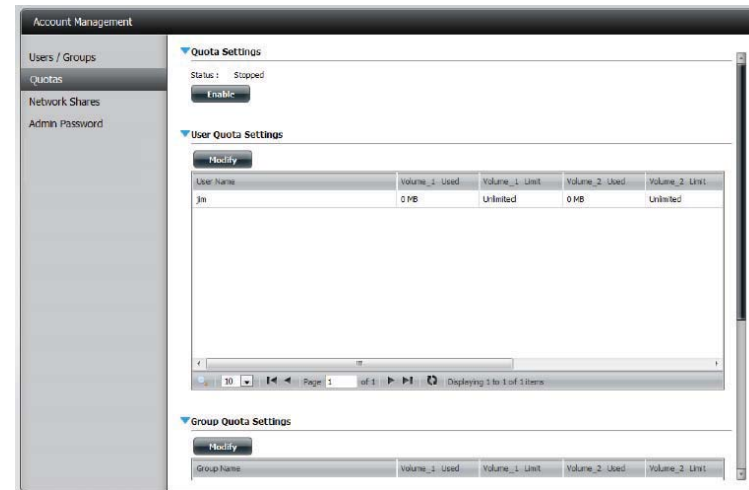 Account Management
Users / Groups
Quotas
Network Shares
Admin Password
Quota Settings
Status : Stopped
Enable
User Quota Settings
Modify
User Name Volume_1 Used Volume_1 Limit Volume_2 Used Volume_2 Limit
jim 0 MB Unlimited 0 MB Unlimited
10 Page 1 of 1 Displaying 1 to 1 of 1 items
Group Quota Settings
Modify
Group Name Volume_1 Used Volume_1 Limit Volume_2 Used Volume_2 Limit